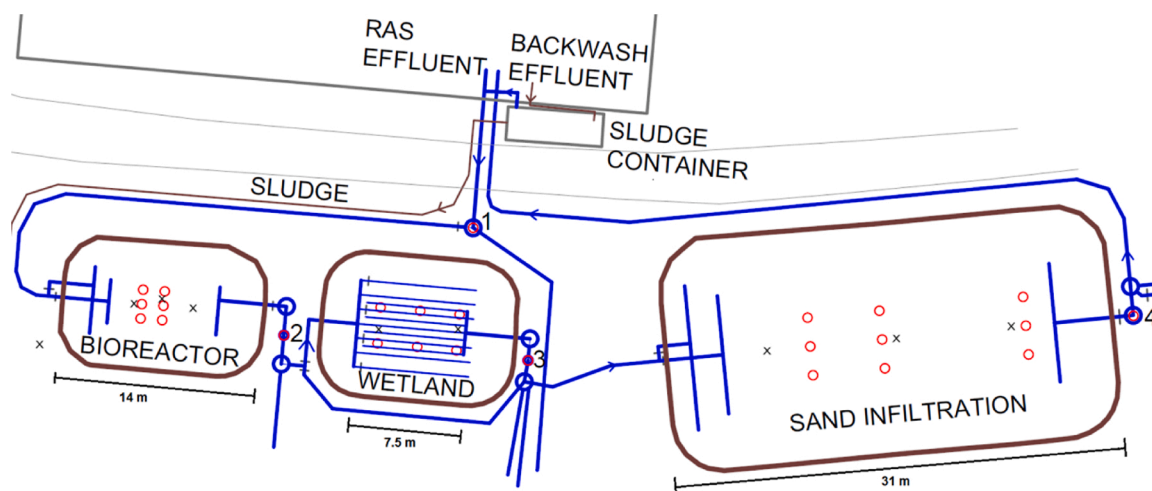 RAS
EFFLUENT
BACKWASH
EFFLUENT
SLUDGE
CONTAINER
SLUDGE
1
2
BIOREACTOR
14 m
3
WETLAND
7.5 m
4
SAND INFILTRATION
31 m